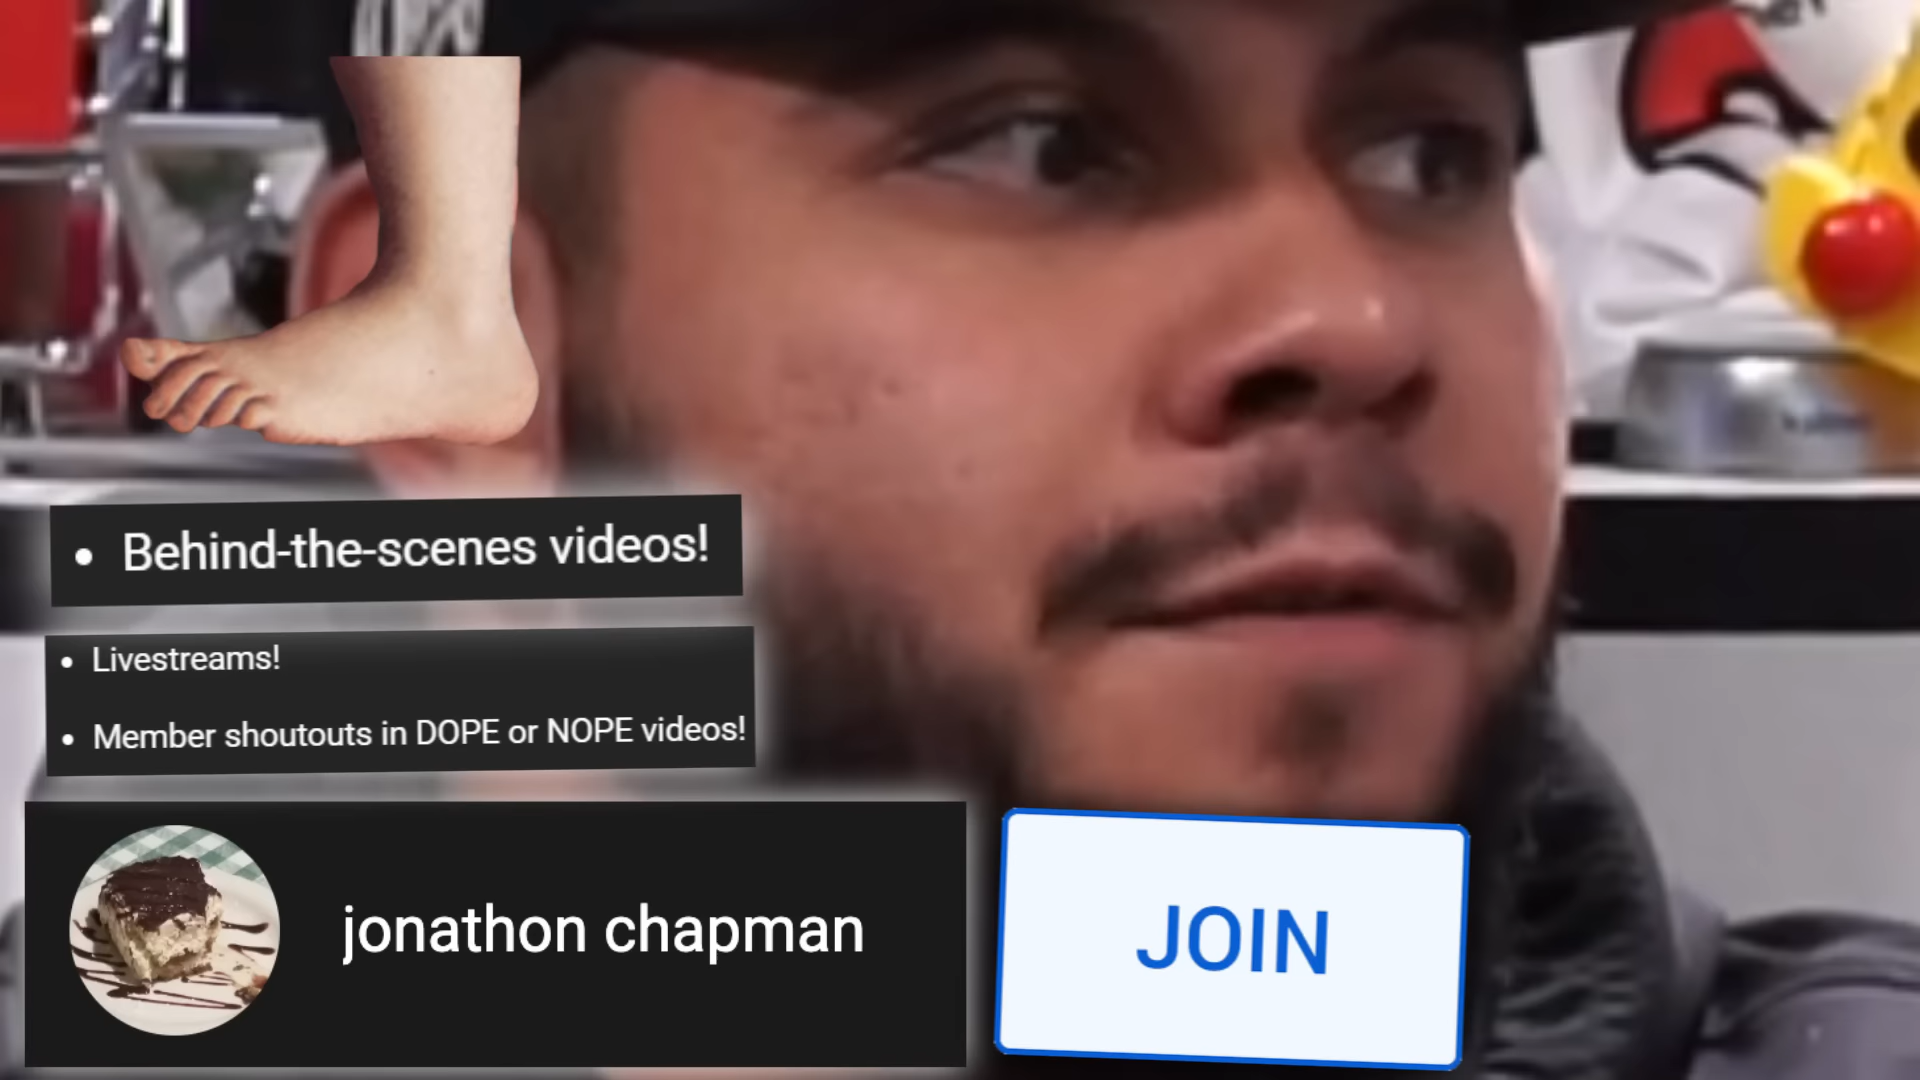 • Behind-the-scenes videos!
• Livestreams!
• Member shoutouts in DOPE or NOPE videos!
jonathon chapman
JOIN